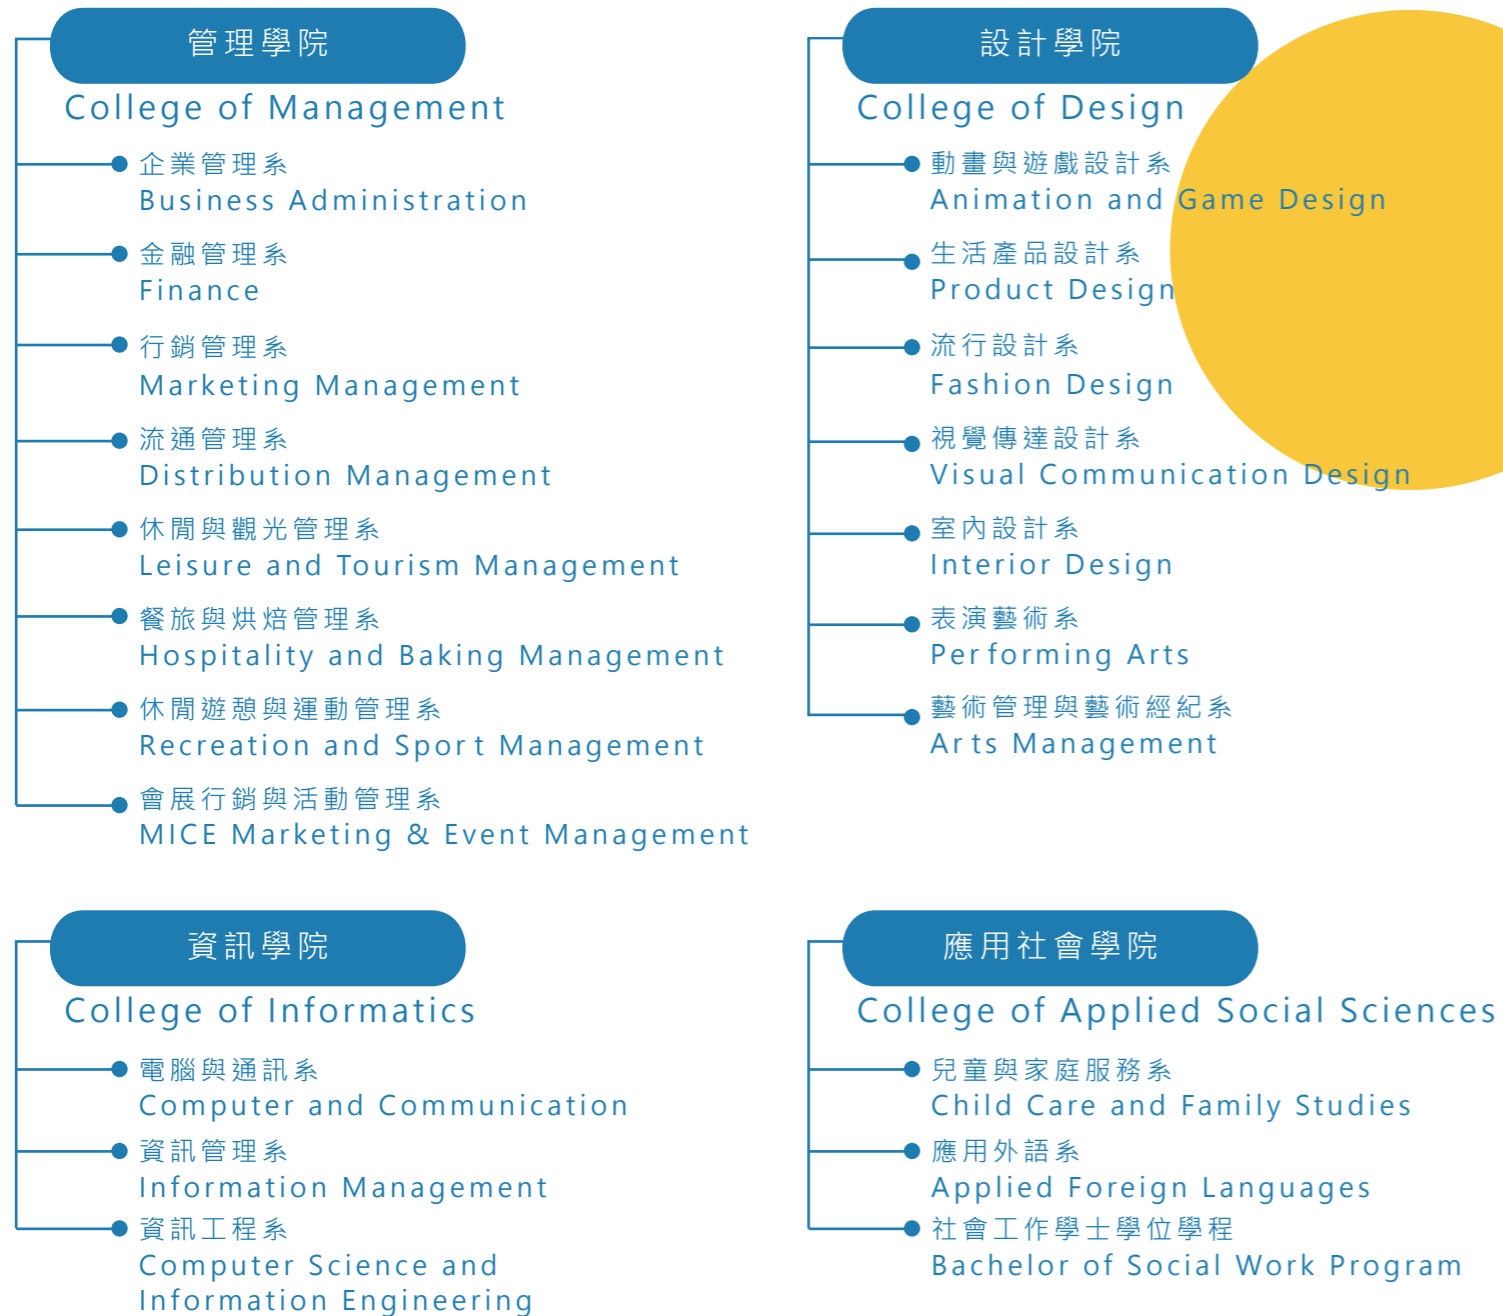 管理學院
College of Management
企業管理系
Business Administration
金融管理系
Finance
行銷管理系
Marketing Management
流通管理系
Distribution Management
休閒與觀光管理系
Leisure and Tourism Management
餐旅與烘焙管理系
Hospitality and Baking Management
休閒遊憩與運動管理系
Recreation and Sport Management
會展行銷與活動管理系
MICE Marketing & Event Management
設計學院
College of Design
動畫與遊戲設計系
Animation and Game Design
生活產品設計系
Product Design
流行設計系
Fashion Design
視覺傳達設計系
Visual Communication Design
室內設計系
Interior Design
表演藝術系
Performing Arts
藝術管理與藝術經紀系
Arts Management
資訊學院
College of Informatics
電腦與通訊系
Computer and Communication
資訊管理系
Information Management
資訊工程系
Computer Science and
Information Engineering
應用社會學院
College of Applied Social Sciences
兒童與家庭服務系
Child Care and Family Studies
應用外語系
Applied Foreign Languages
社會工作學士學位學程
Bachelor of Social Work Program